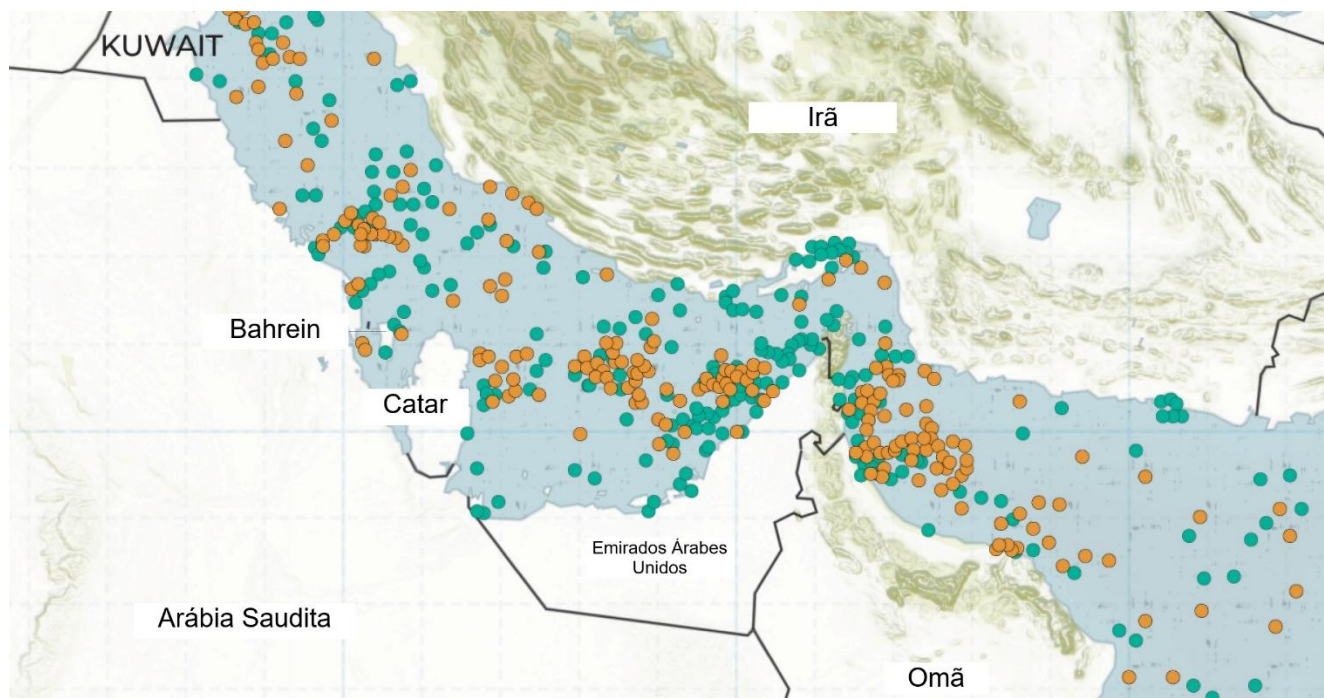 KUWAIT
Irã
Bahrein
Catar
Emirados Árabes
Unidos
Arábia Saudita
Omã